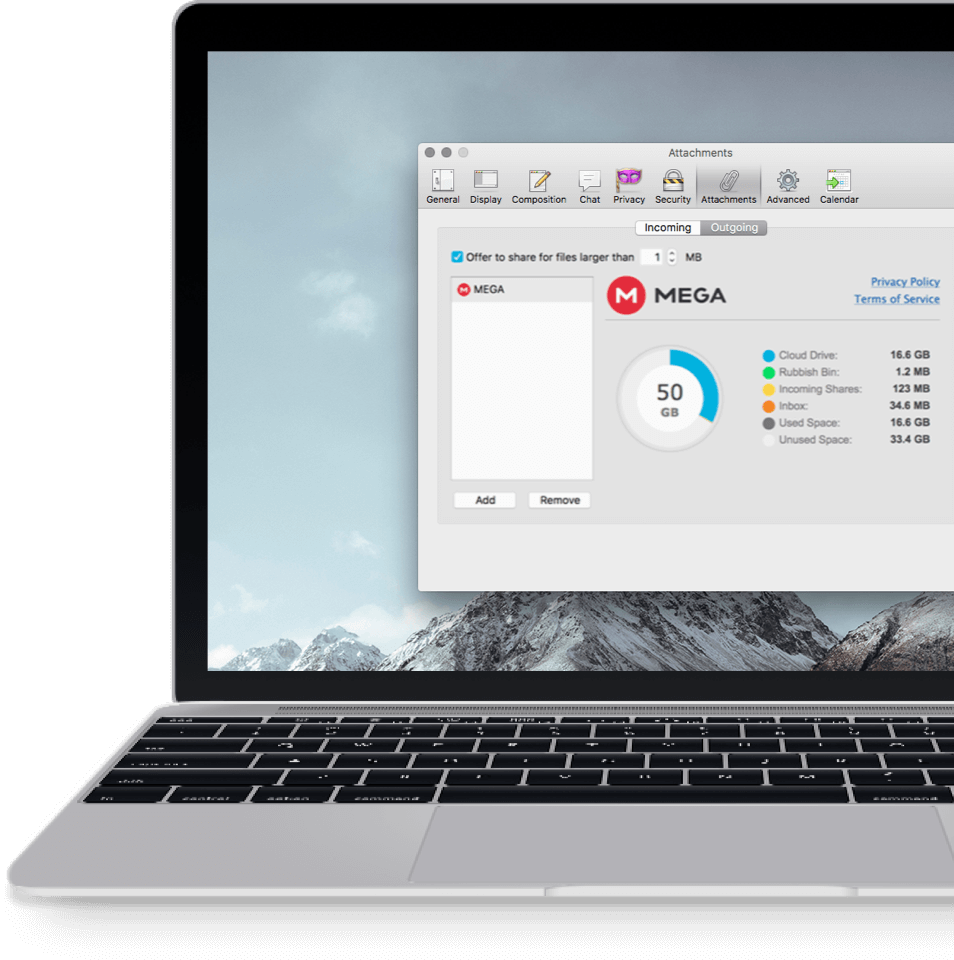 Attachments
General Display Composition Chat Privacy Security Attachments Advanced Calendar
Incoming Outgoing
Offer to share for files larger than 1 MB
MEGA
MEGA
Privacy Policy
Terms of Service
50
GB
Cloud Drive: 16.6 GB
Rubbish Bin: 1.2 MB
Incoming Shares: 123 MB
Inbox: 34.6 MB
Used Space: 16.6 GB
Unused Space: 33.4 GB
Add Remove
fn control option command command